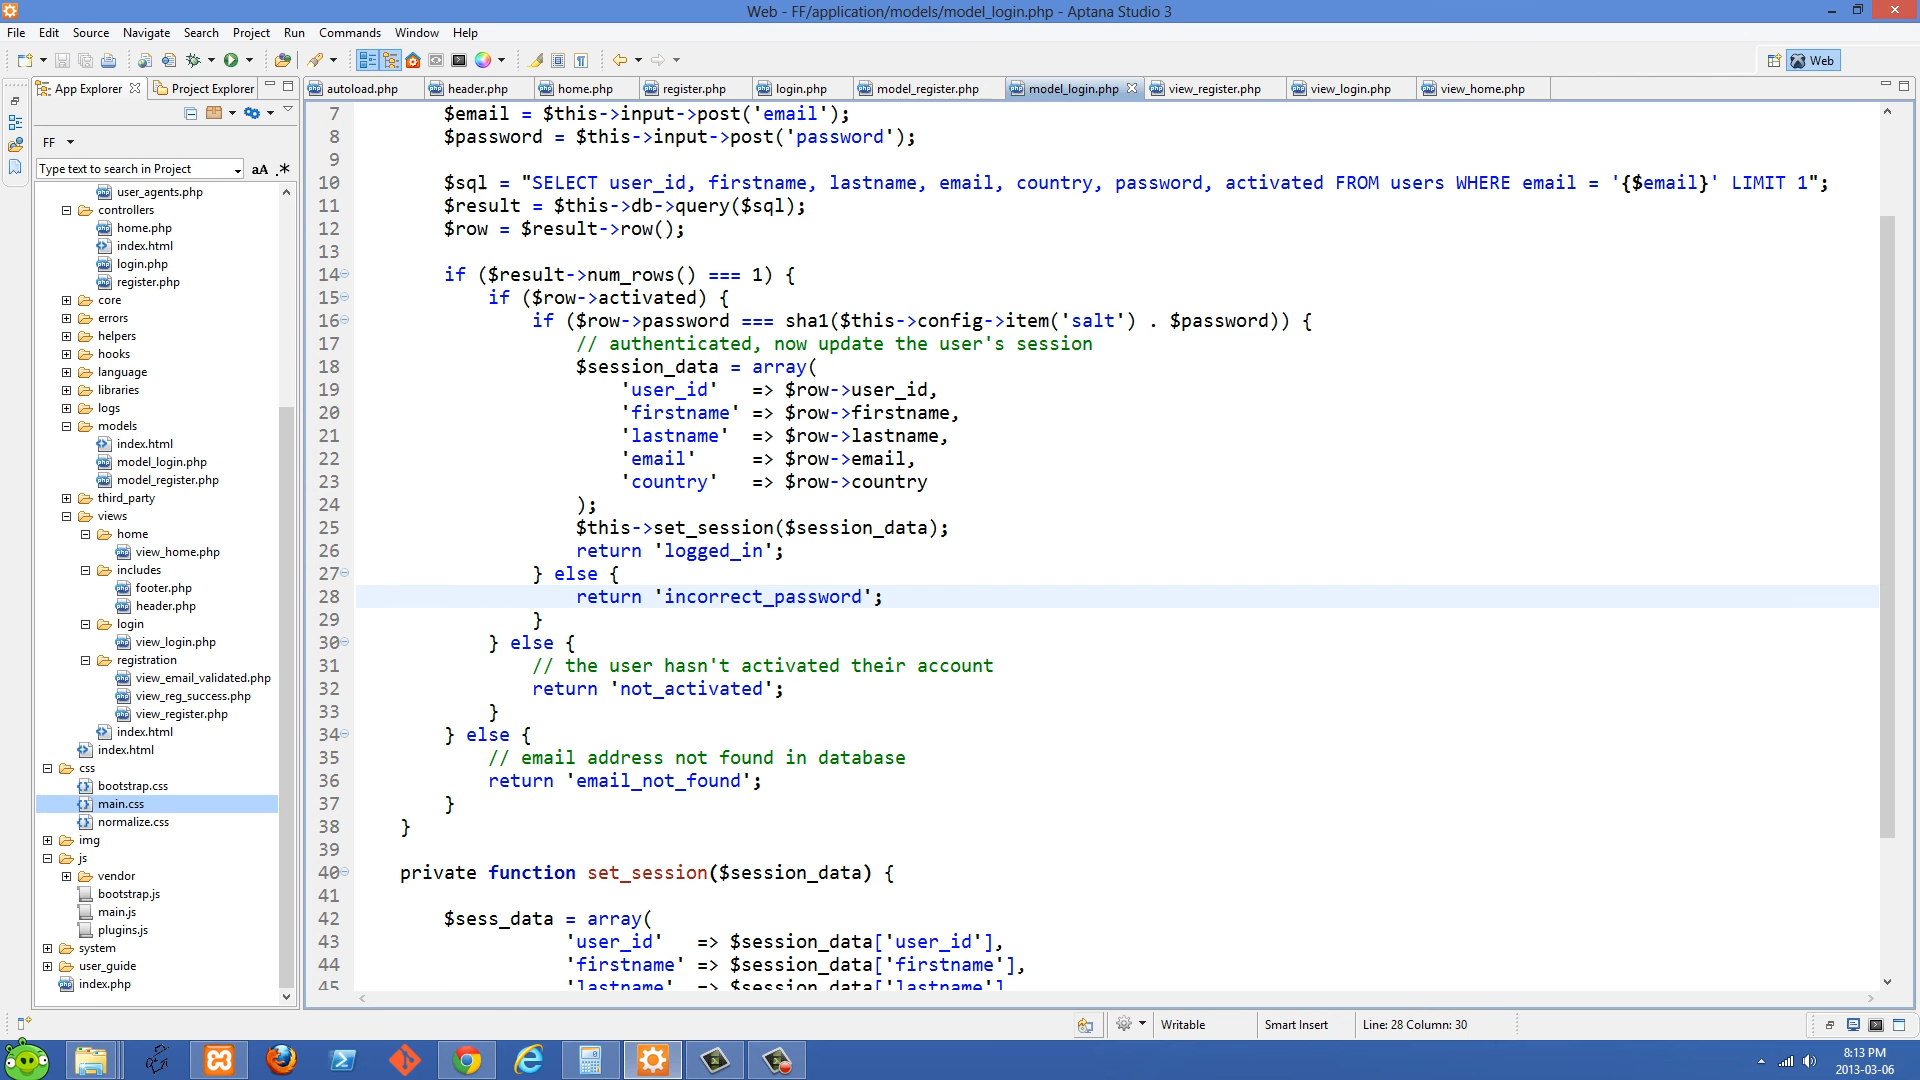 Web - FF/application/models/model_login.php - Aptana Studio 3
File Edit Source Navigate Search Project Run Commands Window Help
Web
App Explorer Project Explorer
autoload.php header.php home.php register.php login.php model_register.php model_login.php view_register.php view_login.php view_home.php
FF
Type text to search in Project aA .*
user_agents.php
controllers
home.php
index.html
login.php
register.php
core
errors
helpers
hooks
language
libraries
logs
models
index.html
model_login.php
model_register.php
third_party
views
home
view_home.php
includes
footer.php
header.php
login
view_login.php
registration
view_email_validated.php
view_reg_success.php
view_register.php
index.html
index.html
css
bootstrap.css
main.css
normalize.css
img
js
vendor
bootstrap.js
main.js
plugins.js
system
user_guide
index.php
7 $email = $this->input->post('email');
8 $password = $this->input->post('password');
9
10 $sql = "SELECT user_id, firstname, lastname, email, country, password, activated FROM users WHERE email = '{$email}' LIMIT 1";
11 $result = $this->db->query($sql);
12 $row = $result->row();
13
14 if ($result->num_rows() === 1) {
15 if ($row->activated) {
16 if ($row->password === sha1($this->config->item('salt') . $password)) {
17 // authenticated, now update the user's session
18 $session_data = array(
19 'user_id' => $row->user_id,
20 'firstname' => $row->firstname,
21 'lastname' => $row->lastname,
22 'email' => $row->email,
23 'country' => $row->country
24 );
25 $this->set_session($session_data);
26 return 'logged_in';
27 } else {
28 return 'incorrect_password';
29 }
30 } else {
31 // the user hasn't activated their account
32 return 'not_activated';
33 }
34 } else {
35 // email address not found in database
36 return 'email_not_found';
37 }
38 }
39
40 private function set_session($session_data) {
41
42 $sess_data = array(
43 'user_id' => $session_data['user_id'],
44 'firstname' => $session_data['firstname'],
45 'lastname' => $session_data['lastname']
Writable Smart Insert Line: 28 Column: 30
8:13 PM
2013-03-06